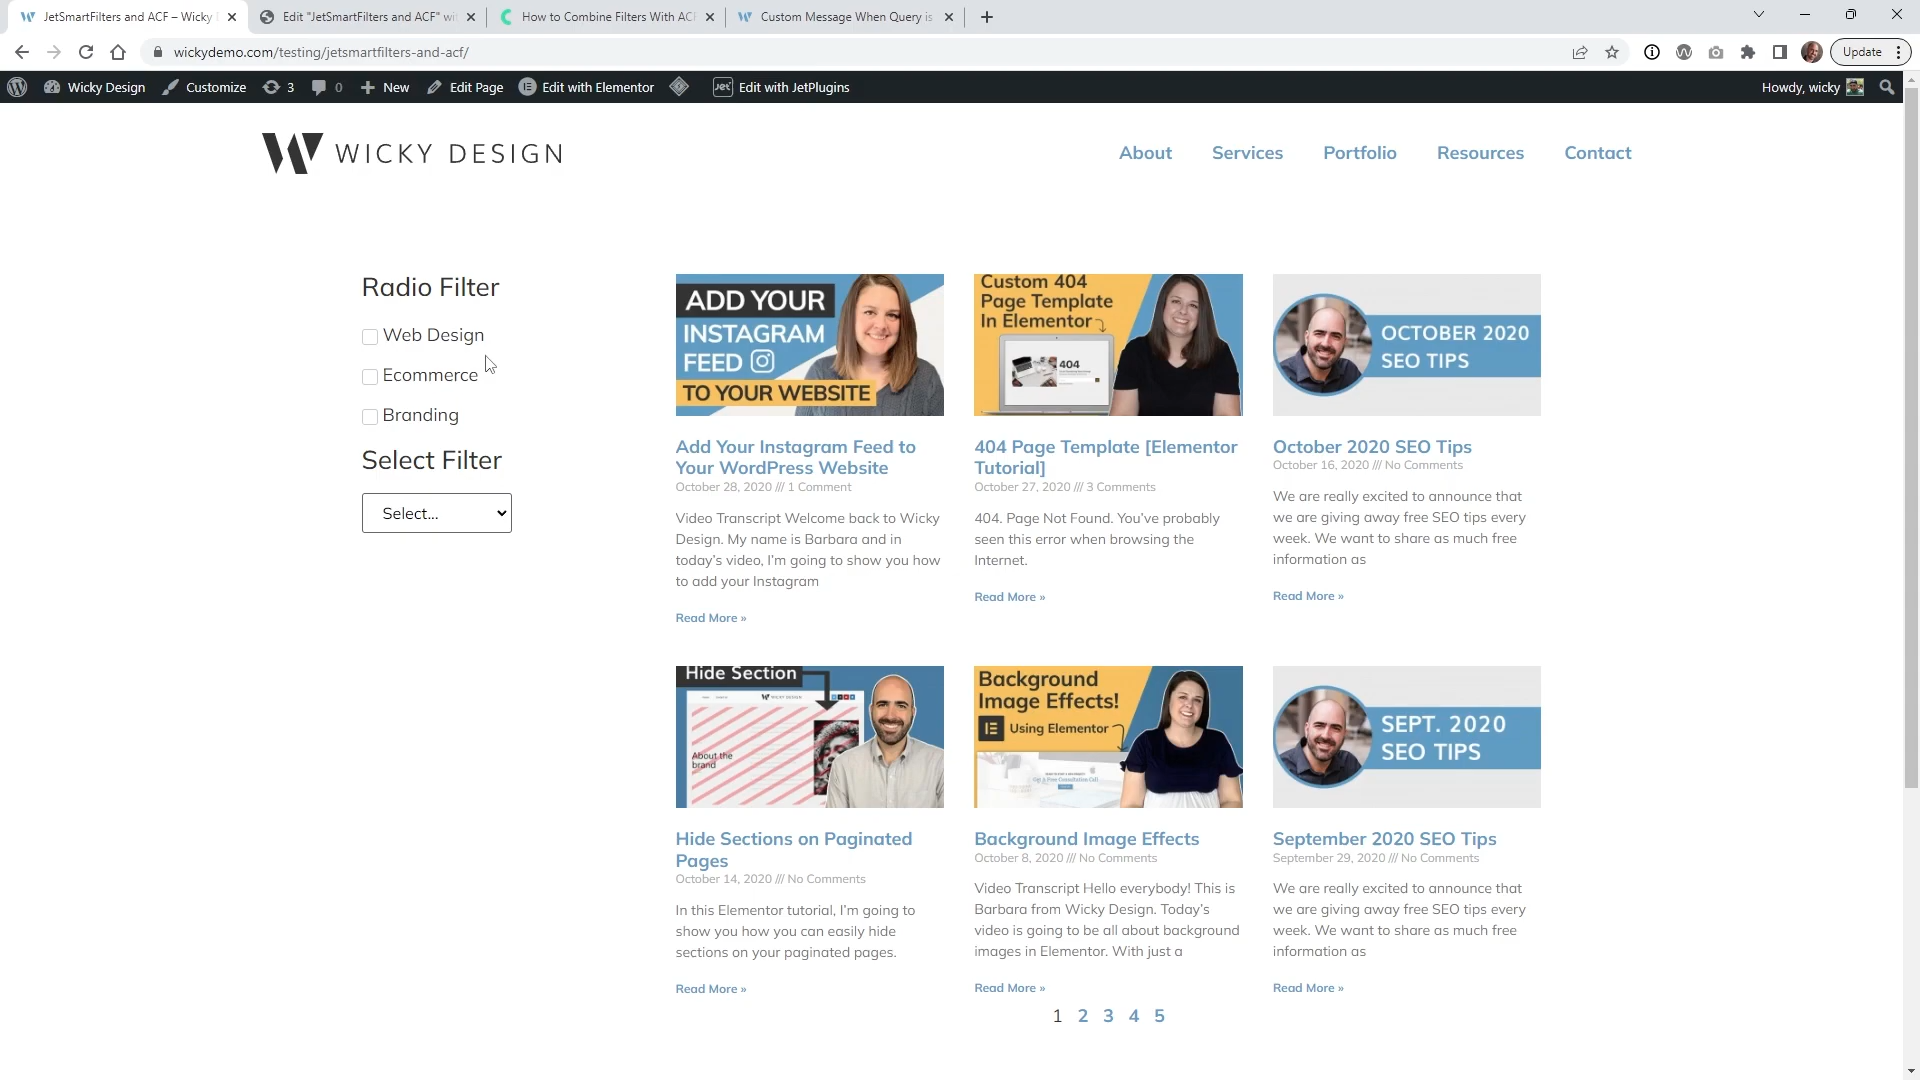 JetSmartFilters and ACF – Wicky
Edit "JetSmartFilters and ACF" wi
How to Combine Filters With AC
Custom Message When Query is
wickydemo.com/testing/jetsmartfilters-and-acf/
Update
Wicky Design
Customize
3
0
New
Edit Page
Edit with Elementor
Jet Edit with JetPlugins
Howdy, wicky
WICKY DESIGN
About
Services
Portfolio
Resources
Contact
Radio Filter
Web Design
Ecommerce
Branding
Select Filter
Select...
ADD YOUR
INSTAGRAM
FEED
TO YOUR WEBSITE
Add Your Instagram Feed to
Your WordPress Website
October 28, 2020 /// 1 Comment
Video Transcript Welcome back to Wicky
Design. My name is Barbara and in
today's video, I'm going to show you how
to add your Instagram
Read More »
Custom 404
Page Template
In Elementor
404
404 Page Template [Elementor
Tutorial]
October 27, 2020 /// 3 Comments
404. Page Not Found. You've probably
seen this error when browsing the
Internet.
Read More »
OCTOBER 2020
SEO TIPS
October 2020 SEO Tips
October 16, 2020 /// No Comments
We are really excited to announce that
we are giving away free SEO tips every
week. We want to share as much free
information as
Read More »
Hide Section
WICKY DESIGN
About the
brand
Hide Sections on Paginated
Pages
October 14, 2020 /// No Comments
In this Elementor tutorial, I'm going to
show you how you can easily hide
sections on your paginated pages.
Read More »
Background
Image Effects!
Using Elementor
Get A Free Consultation Call
Background Image Effects
October 8, 2020 /// No Comments
Video Transcript Hello everybody! This is
Barbara from Wicky Design. Today's
video is going to be all about background
images in Elementor. With just a
Read More »
SEPT. 2020
SEO TIPS
September 2020 SEO Tips
September 29, 2020 /// No Comments
We are really excited to announce that
we are giving away free SEO tips every
week. We want to share as much free
information as
Read More »
1 2 3 4 5